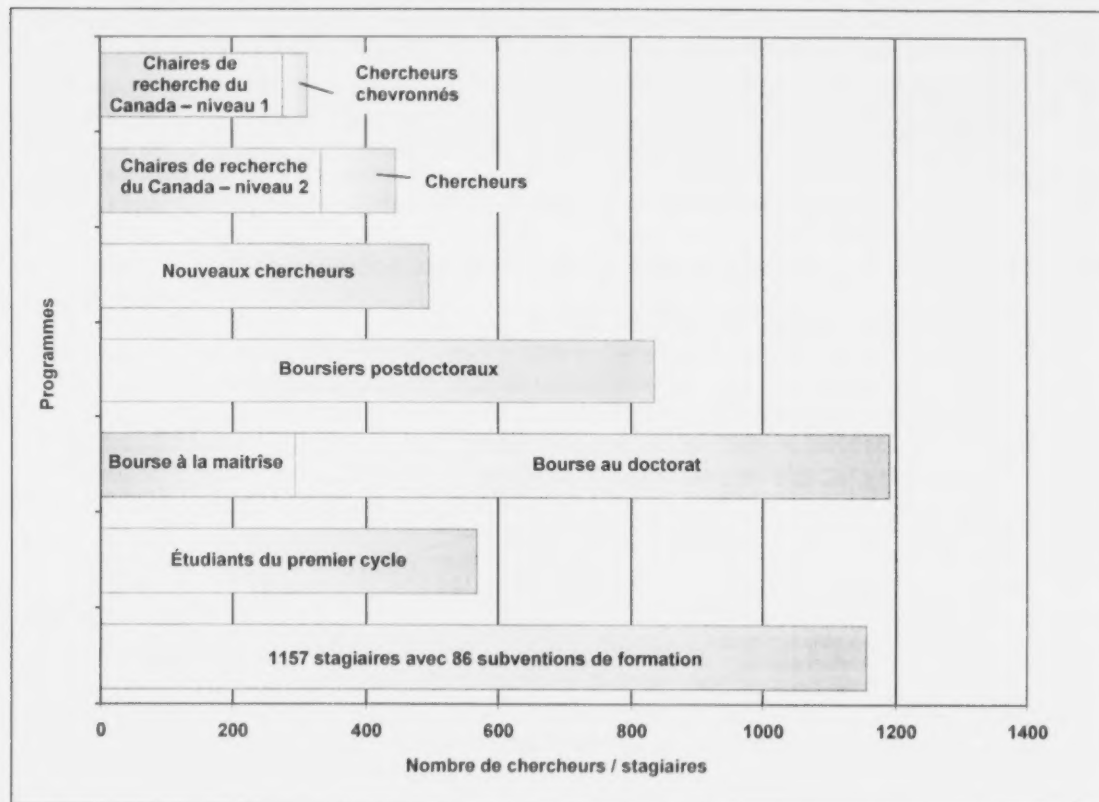 Chaires de
recherche du
Canada – niveau 1
Chercheurs
chevronnés
Chaires de recherche
du Canada – niveau 2
Chercheurs
Nouveaux chercheurs
Boursiers postdoctoraux
Bourse à la maitrîse
Bourse au doctorat
Étudiants du premier cycle
1157 stagiaires avec 86 subventions de formation
Programmes
0 200 400 600 800 1000 1200 1400
Nombre de chercheurs / stagiaires